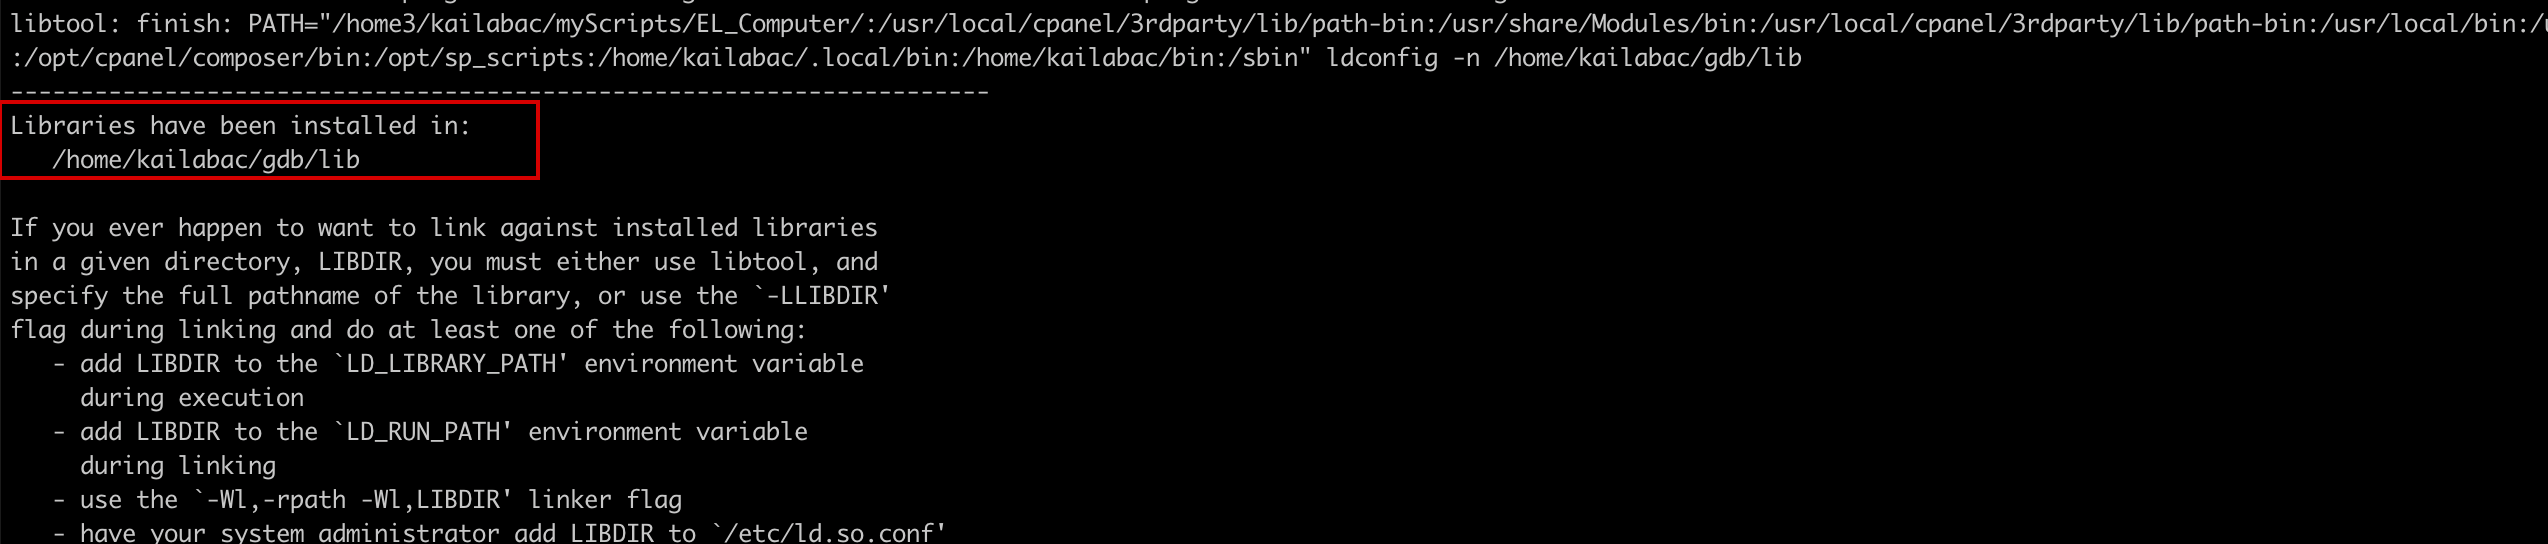 libtool: finish: PATH="/home3/kailabac/myScripts/EL_Computer/:/usr/local/cpanel/3rdparty/lib/path-bin:/usr/share/Modules/bin:/usr/local/cpanel/3rdparty/lib/path-bin:/usr/local/bin:/
:/opt/cpanel/composer/bin:/opt/sp_scripts:/home/kailabac/.local/bin:/home/kailabac/bin:/sbin" ldconfig -n /home/kailabac/gdb/lib
----------------------------------------------------------------------
Libraries have been installed in:
   /home/kailabac/gdb/lib
If you ever happen to want to link against installed libraries
in a given directory, LIBDIR, you must either use libtool, and
specify the full pathname of the library, or use the `-LLIBDIR'
flag during linking and do at least one of the following:
   - add LIBDIR to the `LD_LIBRARY_PATH' environment variable
     during execution
   - add LIBDIR to the `LD_RUN_PATH' environment variable
     during linking
   - use the `-Wl,-rpath -Wl,LIBDIR' linker flag
   - have your system administrator add LIBDIR to `/etc/ld.so.conf'